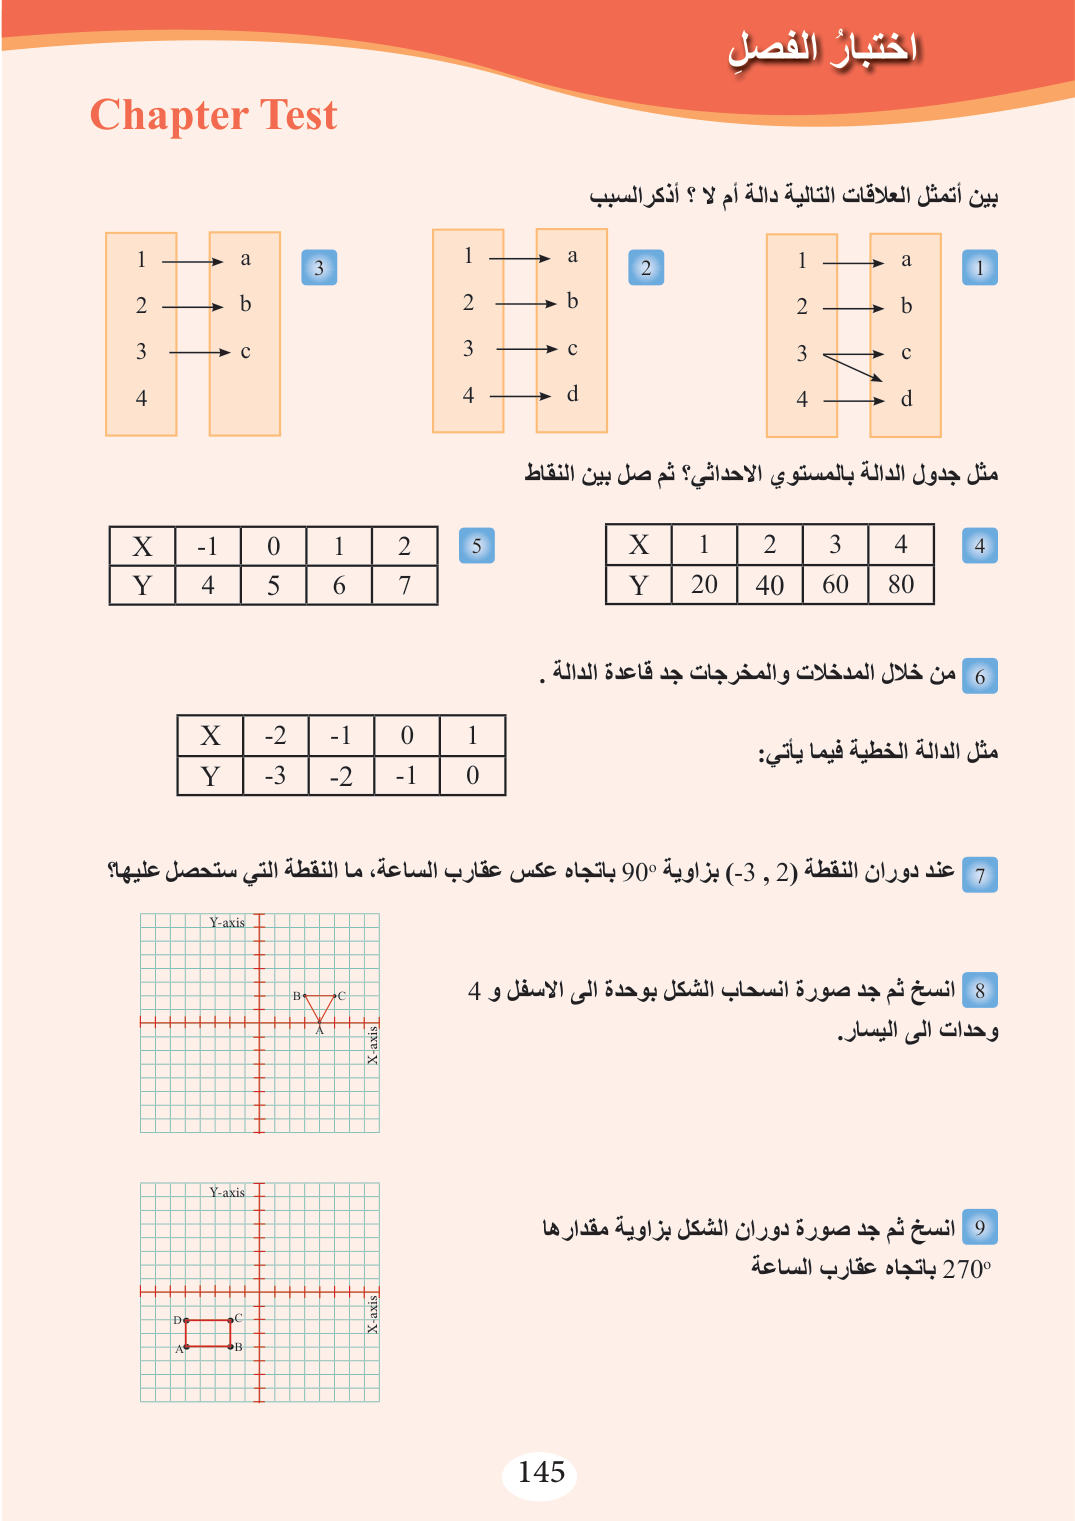 اختبارُ الفصلِ
Chapter Test
بين أتمثل العلاقات التالية دالة أم لا ؟ أذكرالسبب
1
1 a
2 b
3 c
4 d
2
1 a
2 b
3 c
4 d
3
1 a
2 b
3 c
4
مثل جدول الدالة بالمستوي الاحداثي؟ ثم صل بين النقاط
4
X 1 2 3 4
Y 20 40 60 80
5
X -1 0 1 2
Y 4 5 6 7
6 من خلال المدخلات والمخرجات جد قاعدة الدالة .
مثل الدالة الخطية فيما يأتي:
X -2 -1 0 1
Y -3 -2 -1 0
7 عند دوران النقطة (2 , 3-) بزاوية 90º باتجاه عكس عقارب الساعة، ما النقطة التي ستحصل عليها؟
8 انسخ ثم جد صورة انسحاب الشكل بوحدة الى الاسفل و 4
وحدات الى اليسار.
Y-axis
B C
A
X-axis
9 انسخ ثم جد صورة دوران الشكل بزاوية مقدارها
270º باتجاه عقارب الساعة
Y-axis
X-axis
D C
A B
145